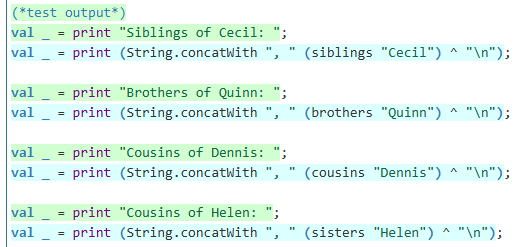 (*test output*)
val _ = print "Siblings of Cecil: ";
val _ = print (String.concatWith ", " (siblings "Cecil") ^ "\n");
val _ = print "Brothers of Quinn: ";
val _ = print (String.concatWith ", " (brothers "Quinn") ^ "\n");
val _ = print "Cousins of Dennis: ";
val _ = print (String.concatWith ", " (cousins "Dennis") ^ "\n");
val _ = print "Cousins of Helen: ";
val _ = print (String.concatWith ", " (sisters "Helen") ^ "\n");